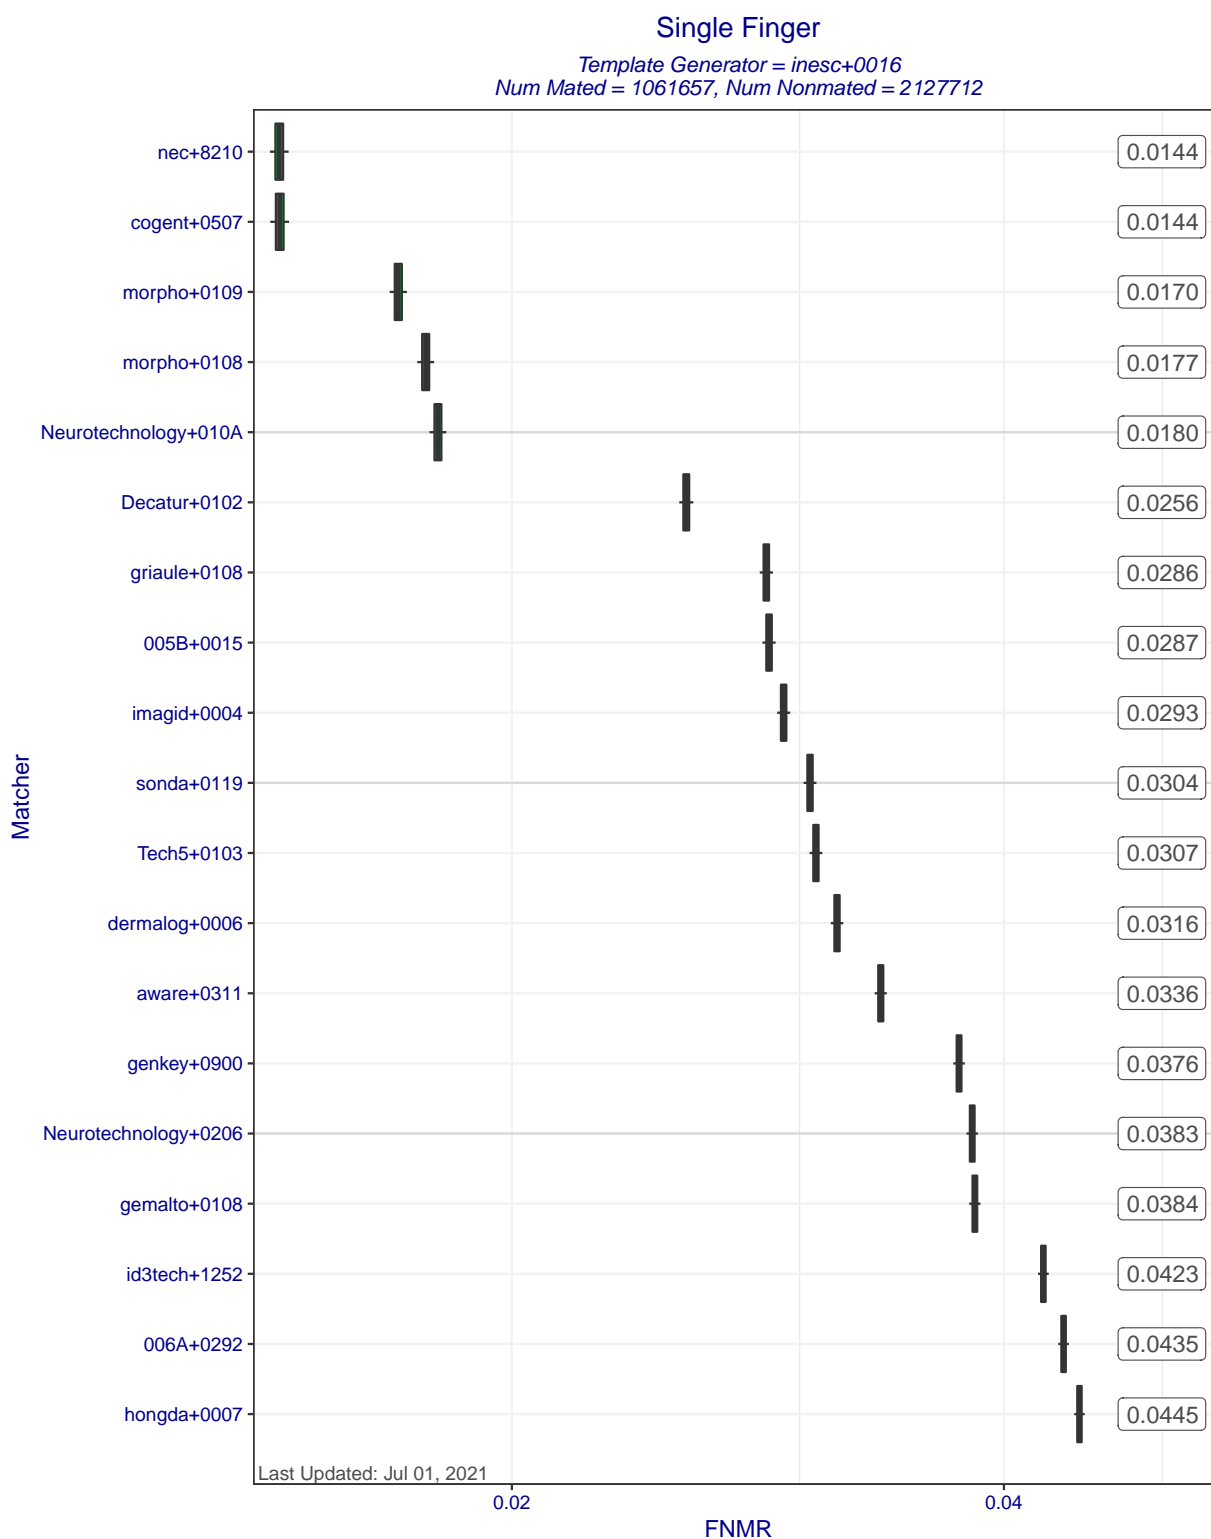 Single Finger
Template Generator = inesc+0016
Num Mated = 1061657, Num Nonmated = 2127712
nec+8210 0.0144
cogent+0507 0.0144
morpho+0109 0.0170
morpho+0108 0.0177
Neurotechnology+010A 0.0180
Decatur+0102 0.0256
griaule+0108 0.0286
005B+0015 0.0287
imagid+0004 0.0293
sonda+0119 0.0304
Tech5+0103 0.0307
dermalog+0006 0.0316
aware+0311 0.0336
genkey+0900 0.0376
Neurotechnology+0206 0.0383
gemalto+0108 0.0384
id3tech+1252 0.0423
006A+0292 0.0435
hongda+0007 0.0445
Matcher
Last Updated: Jul 01, 2021
0.02 0.04
FNMR